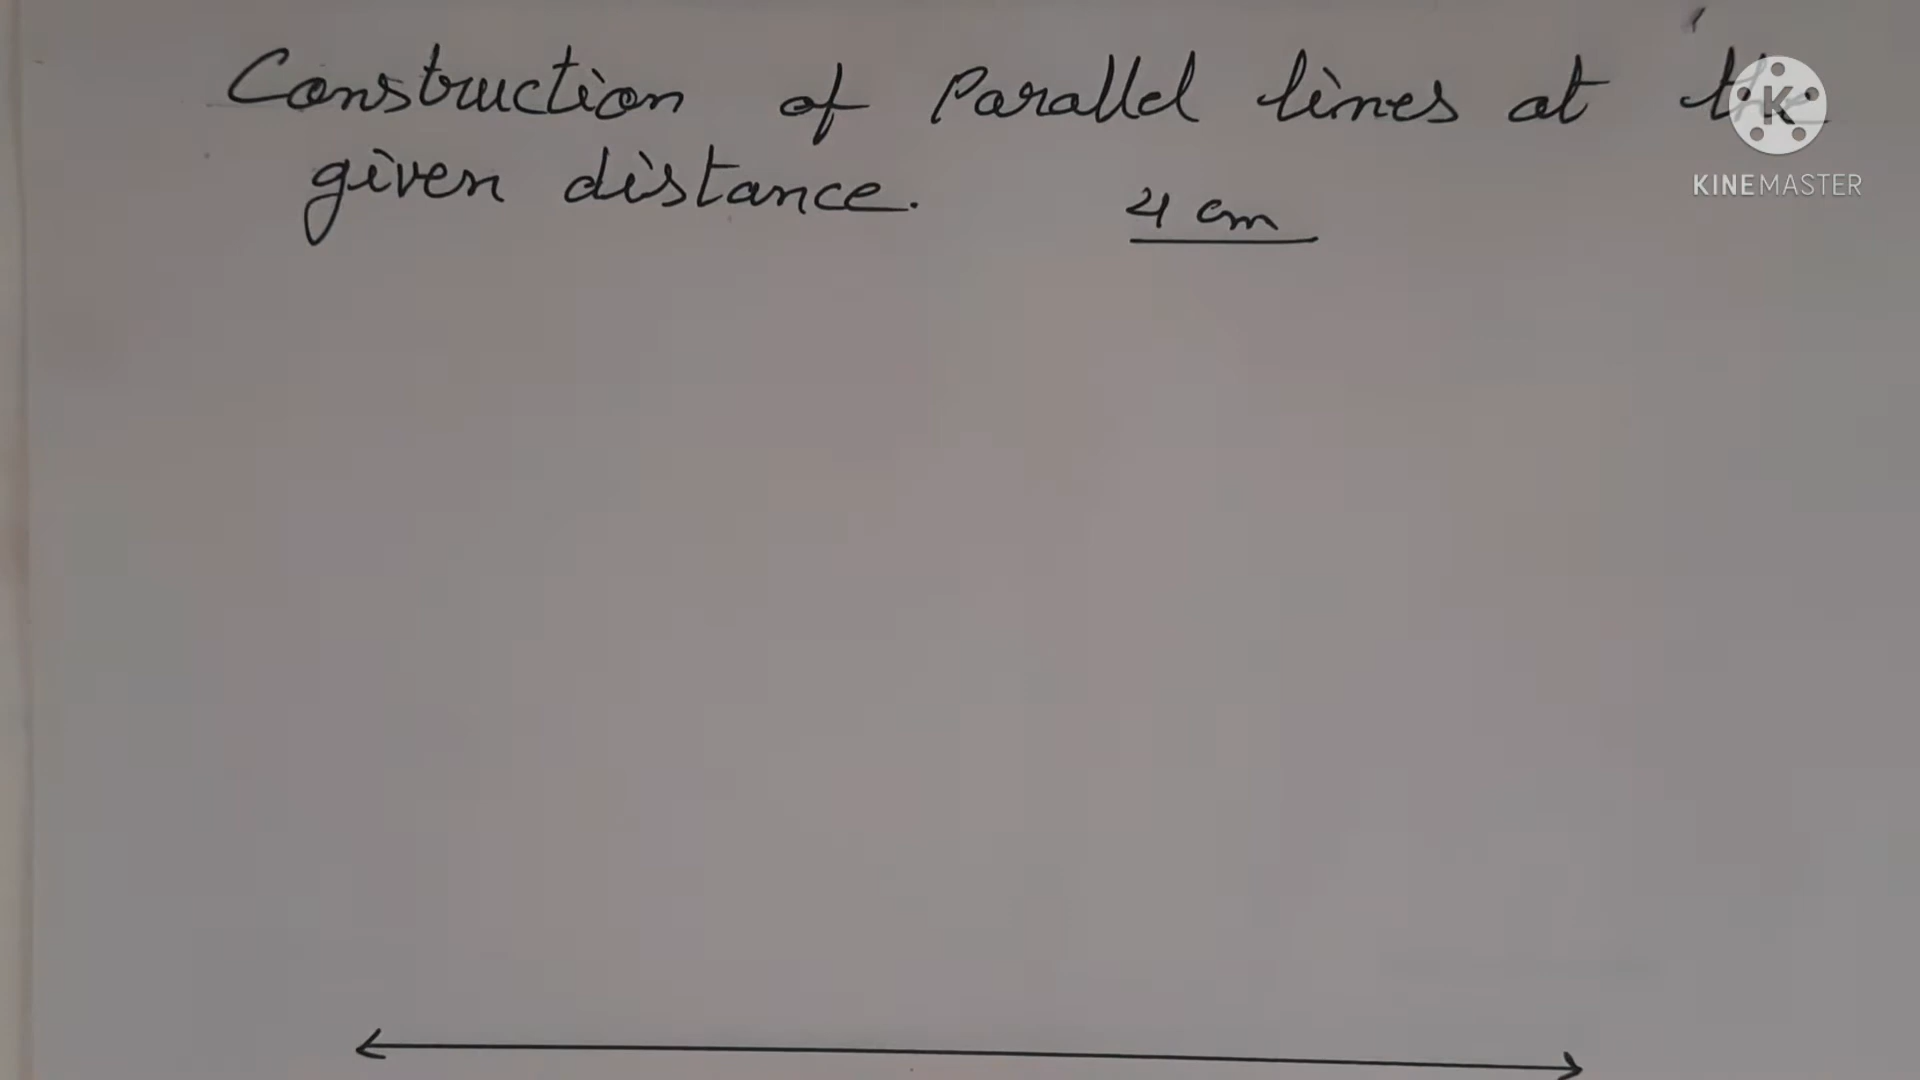 Construction of Parallel lines at the
given distance. 4 cm
KINEMASTER